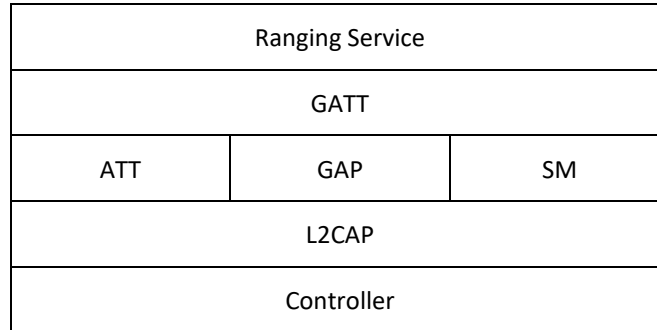 Ranging Service
GATT
ATT GAP SM
L2CAP
Controller